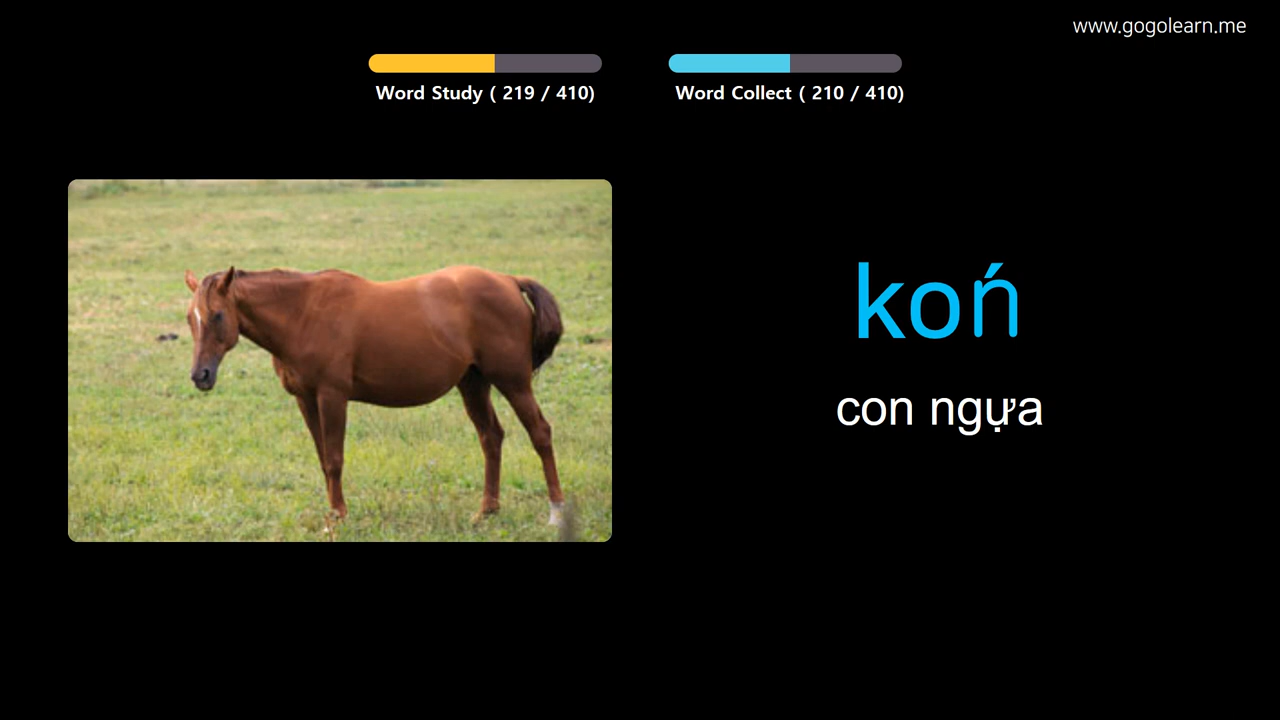 www.gogolearn.me
Word Study ( 219 / 410)
Word Collect ( 210 / 410)
koń
con ngựa